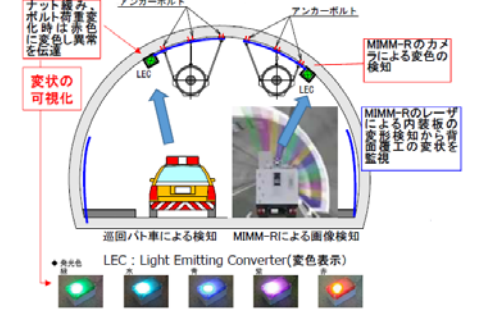 アンカーボルト
アンカーボルト
ナット緩み、
ボルト荷重変
化時は赤色
に変色し異常
を伝達
変状の
可視化
LEC
LEC
MIMM-Rのカメ
ラによる変色の
検知
MIMM-Rのレーザ
による内装板の
変形検知から背
面覆工の変状を
監視
巡回パト車による検知
MIMM-Rによる画像検知
LEC：Light Emitting Converter(変色表示)
● 発光色
緑
水
青
紫
赤